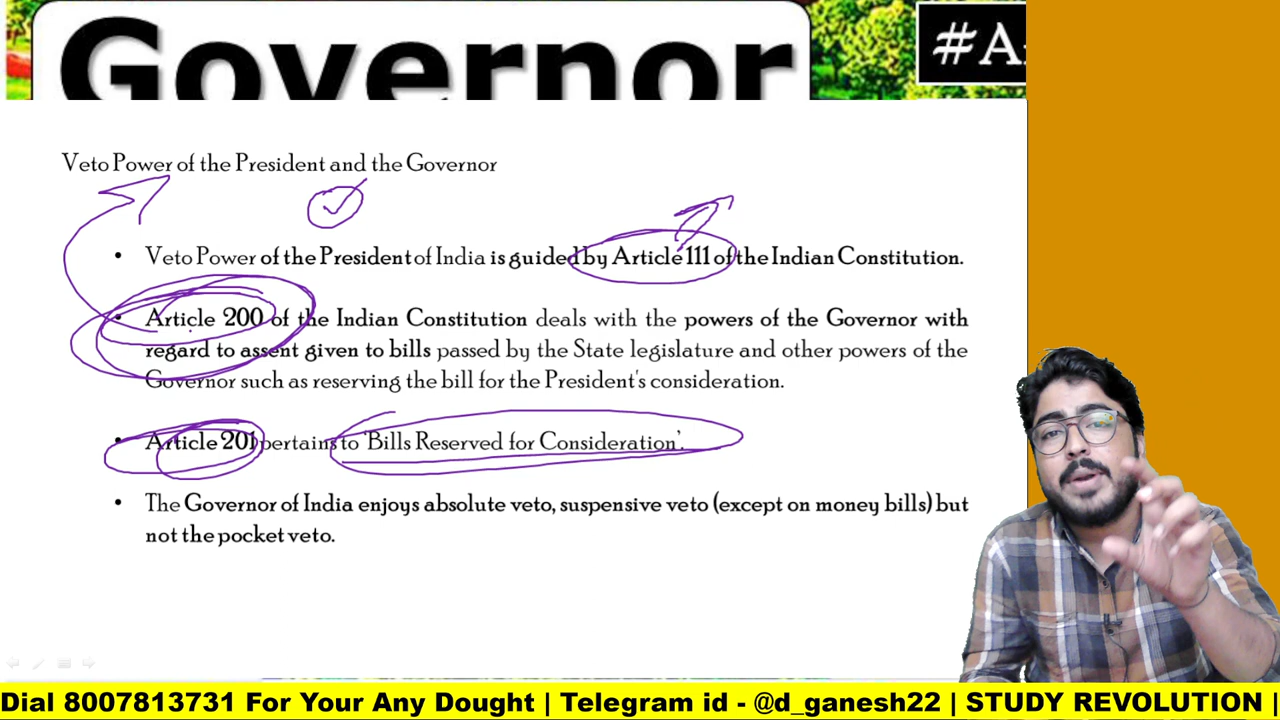 Governor
#A
Veto Power of the President and the Governor
• Veto Power of the President of India is guided by Article 111 of the Indian Constitution.
• Article 200 of the Indian Constitution deals with the powers of the Governor with
regard to assent given to bills passed by the State legislature and other powers of the
Governor such as reserving the bill for the President's consideration.
• Article 201 pertains to 'Bills Reserved for Consideration'.
• The Governor of India enjoys absolute veto, suspensive veto (except on money bills) but
not the pocket veto.
Dial 8007813731 For Your Any Dought | Telegram id - @d_ganesh22 | STUDY REVOLUTION |